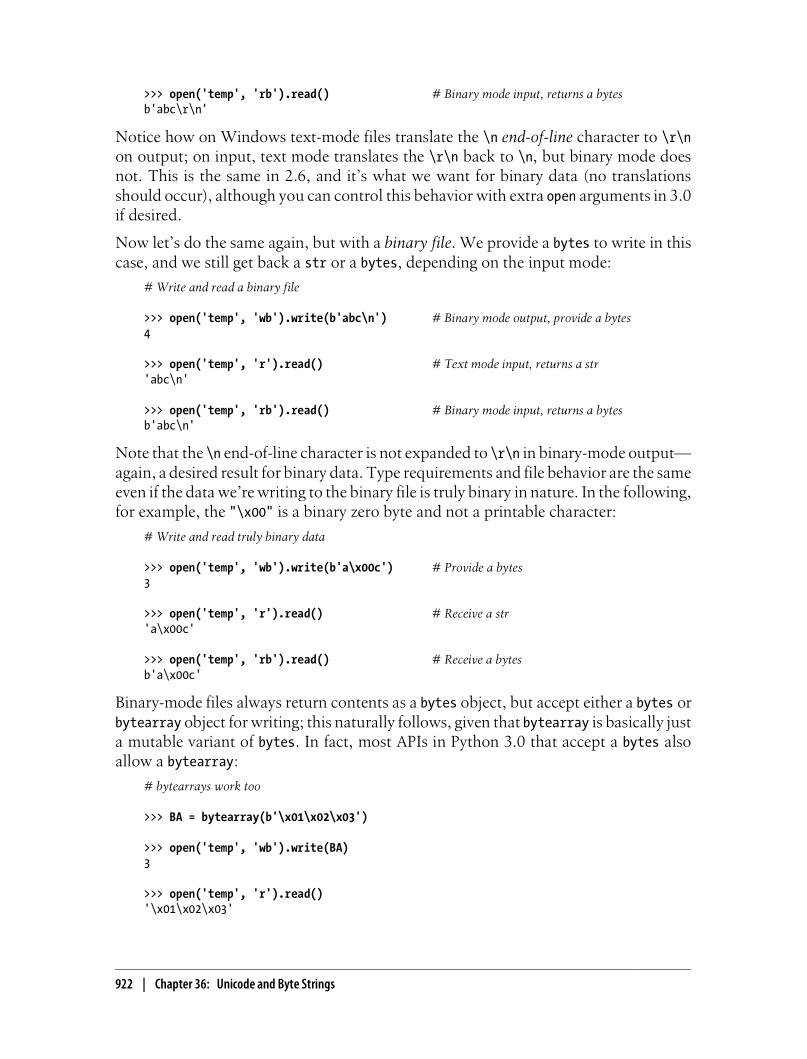 >>> open('temp', 'rb').read() # Binary mode input, returns a bytes
b'abc\r\n'
Notice how on Windows text-mode files translate the \n end-of-line character to \r\n
on output; on input, text mode translates the \r\n back to \n, but binary mode does
not. This is the same in 2.6, and it's what we want for binary data (no translations
should occur), although you can control this behavior with extra open arguments in 3.0
if desired.
Now let's do the same again, but with a binary file. We provide a bytes to write in this
case, and we still get back a str or a bytes, depending on the input mode:
# Write and read a binary file
>>> open('temp', 'wb').write(b'abc\n') # Binary mode output, provide a bytes
4
>>> open('temp', 'r').read() # Text mode input, returns a str
'abc\n'
>>> open('temp', 'rb').read() # Binary mode input, returns a bytes
b'abc\n'
Note that the \n end-of-line character is not expanded to \r\n in binary-mode output—
again, a desired result for binary data. Type requirements and file behavior are the same
even if the data we're writing to the binary file is truly binary in nature. In the following,
for example, the "\x00" is a binary zero byte and not a printable character:
# Write and read truly binary data
>>> open('temp', 'wb').write(b'a\x00c') # Provide a bytes
3
>>> open('temp', 'r').read() # Receive a str
'a\x00c'
>>> open('temp', 'rb').read() # Receive a bytes
b'a\x00c'
Binary-mode files always return contents as a bytes object, but accept either a bytes or
bytearray object for writing; this naturally follows, given that bytearray is basically just
a mutable variant of bytes. In fact, most APIs in Python 3.0 that accept a bytes also
allow a bytearray:
# bytearrays work too
>>> BA = bytearray(b'\x01\x02\x03')
>>> open('temp', 'wb').write(BA)
3
>>> open('temp', 'r').read()
'\x01\x02\x03'
922 | Chapter 36: Unicode and Byte Strings